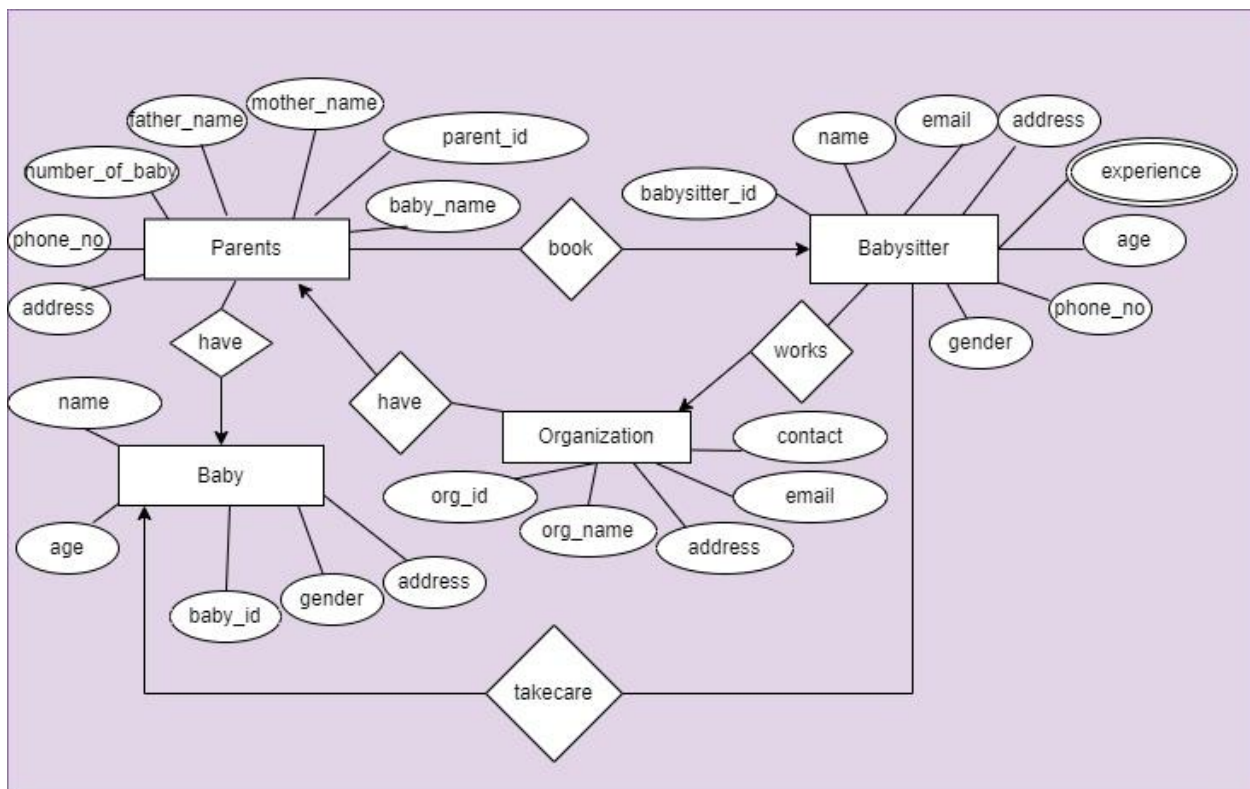 mother_name
father_name
parent_id
number_of_baby
baby_name
phone_no
Parents
address
book
name
email
address
experience
babysitter_id
Babysitter
age
phone_no
gender
have
have
works
name
Baby
age
baby_id
gender
address
Organization
contact
email
org_id
org_name
address
takecare